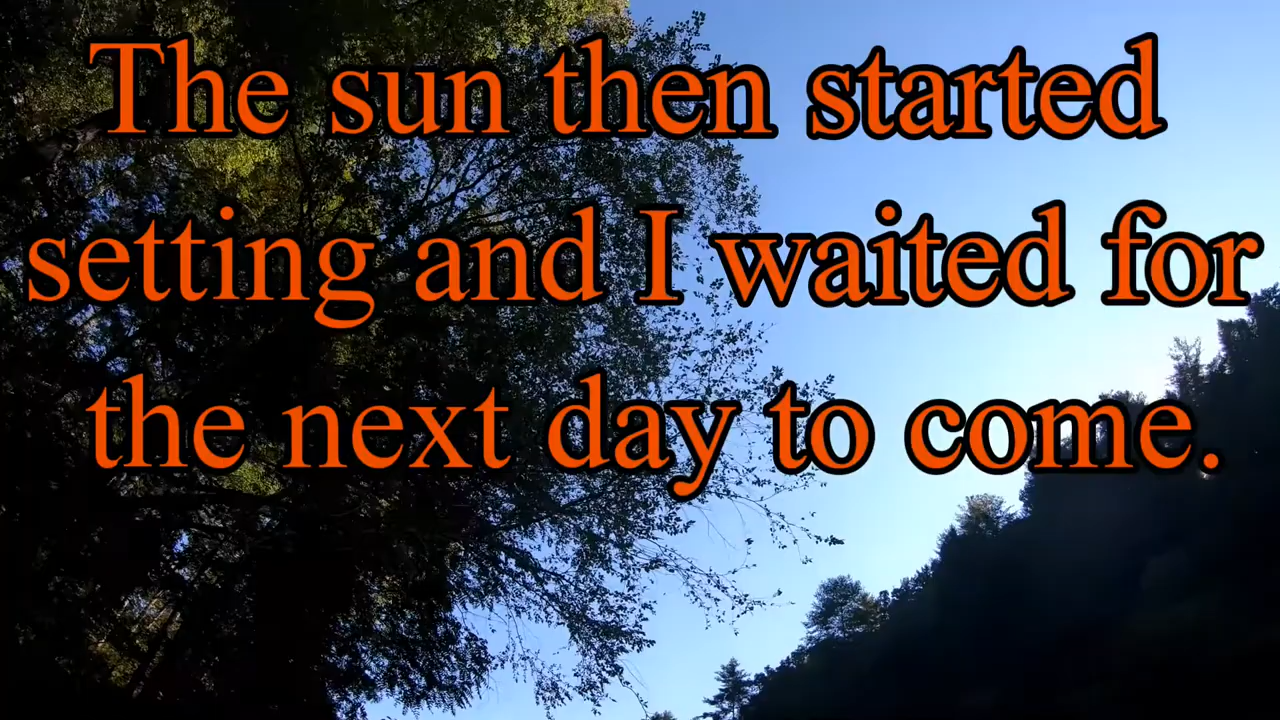 The sun then started
setting and I waited for
the next day to come.